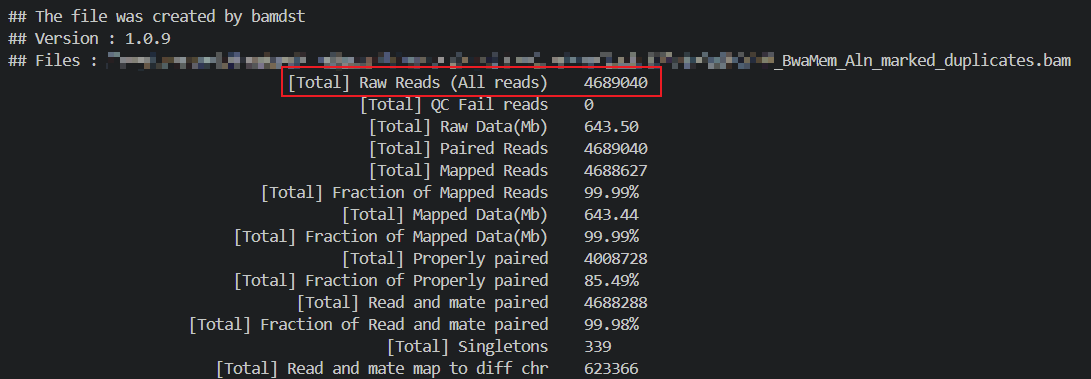 ## The file was created by bamdst
## Version : 1.0.9
## Files : _BwaMem_Aln_marked_duplicates.bam
[Total] Raw Reads (All reads) 4689040
[Total] QC Fail reads 0
[Total] Raw Data(Mb) 643.50
[Total] Paired Reads 4689040
[Total] Mapped Reads 4688627
[Total] Fraction of Mapped Reads 99.99%
[Total] Mapped Data(Mb) 643.44
[Total] Fraction of Mapped Data(Mb) 99.99%
[Total] Properly paired 4008728
[Total] Fraction of Properly paired 85.49%
[Total] Read and mate paired 4688288
[Total] Fraction of Read and mate paired 99.98%
[Total] Singletons 339
[Total] Read and mate map to diff chr 623366